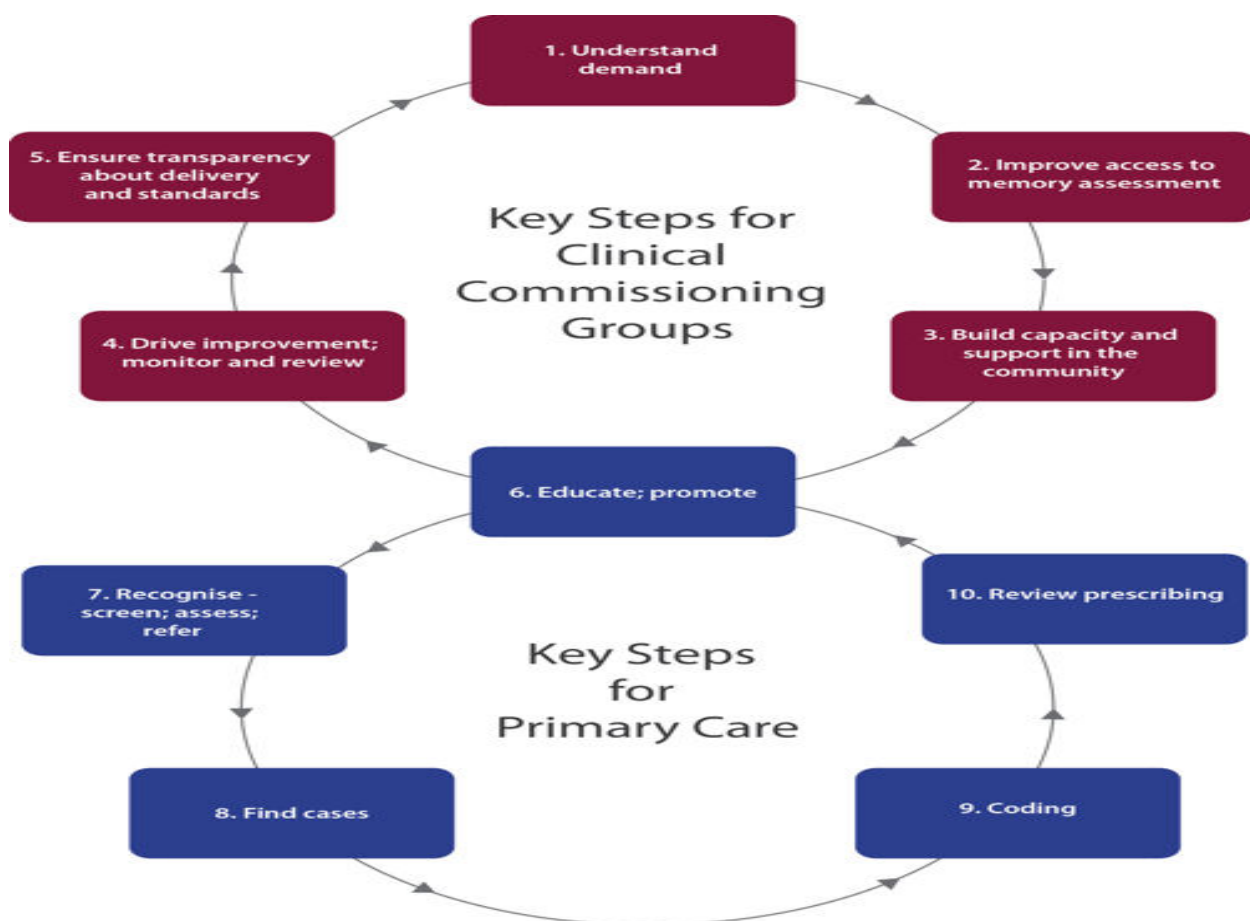 1. Understand
demand
5. Ensure transparency
about delivery
and standards
2. Improve access to
memory assessment
Key Steps for
Clinical
Commissioning
Groups
4. Drive improvement;
monitor and review
3. Build capacity and
support in the
community
6. Educate; promote
7. Recognise -
screen; assess;
refer
10. Review prescribing
Key Steps
for
Primary Care
8. Find cases
9. Coding